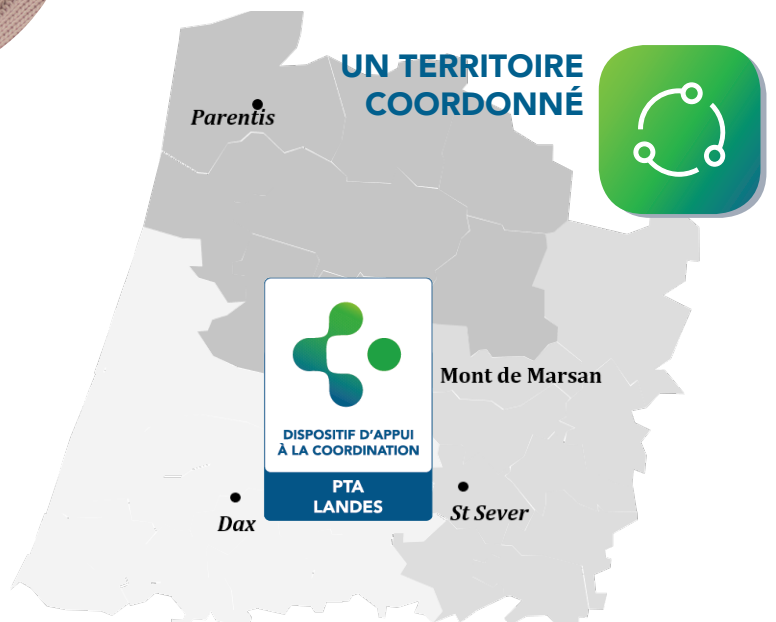 UN TERRITOIRE
COORDONNÉ
Parentis
Mont de Marsan
DISPOSITIF D'APPUI
À LA COORDINATION
PTA
LANDES
Dax
St Sever